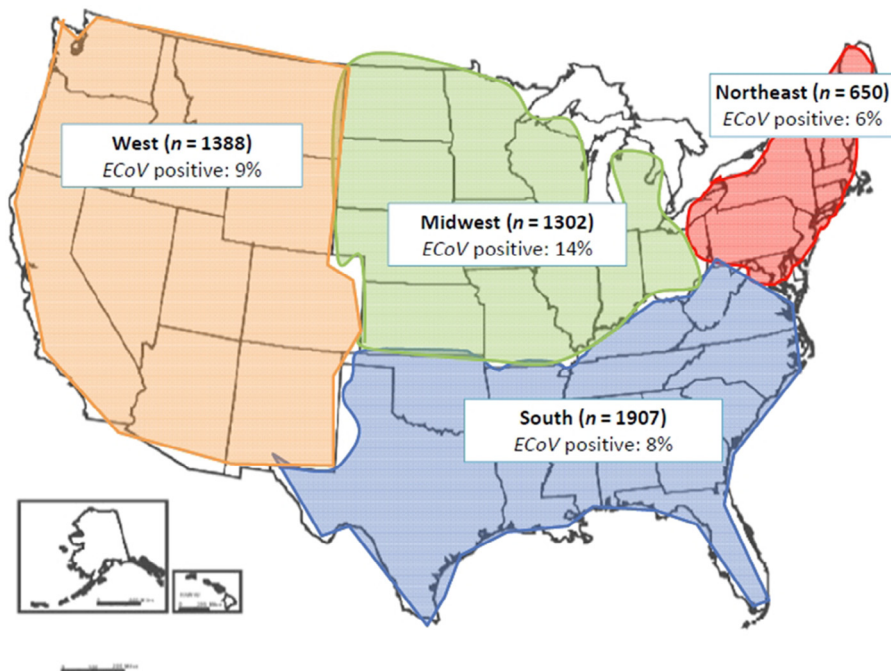 Northeast (n = 650)
ECoV positive: 6%
West (n = 1388)
ECoV positive: 9%
Midwest (n = 1302)
ECoV positive: 14%
South (n = 1907)
ECoV positive: 8%